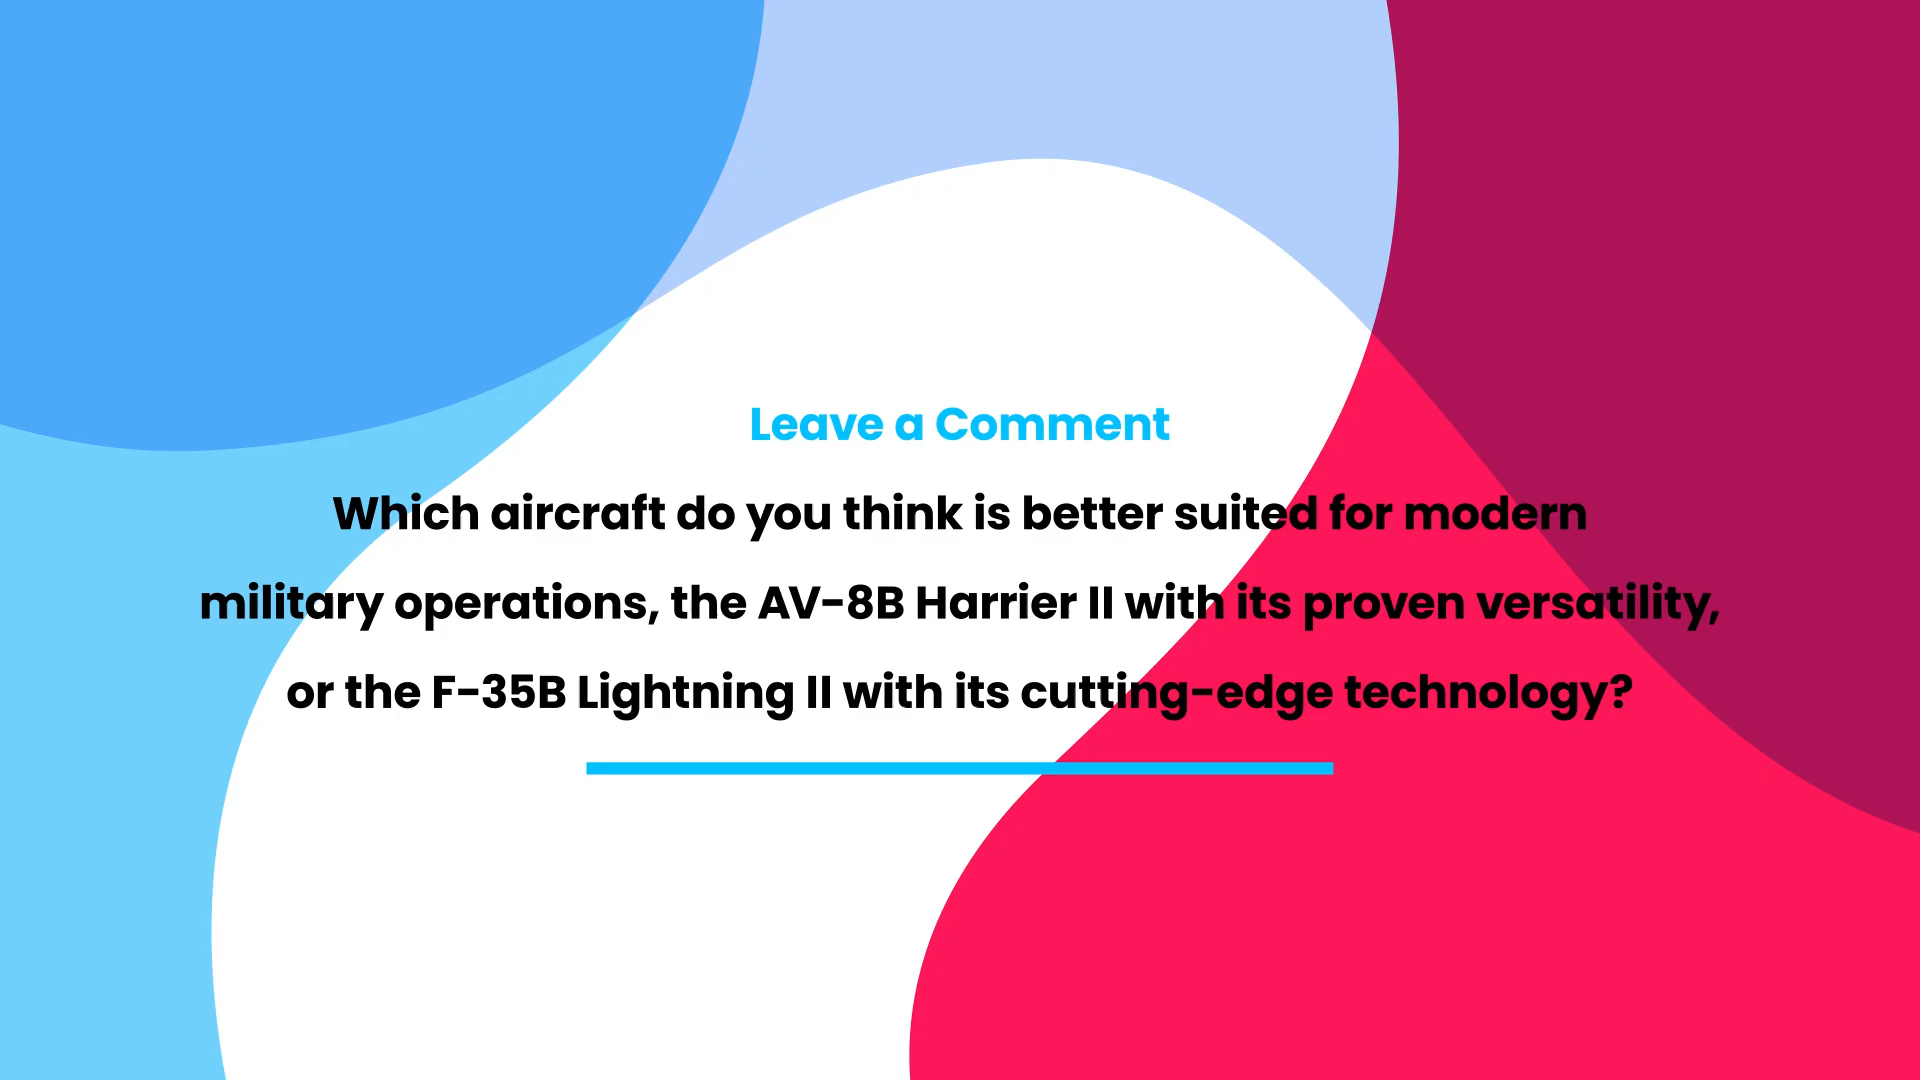 Leave a Comment
Which aircraft do you think is better suited for modern
military operations, the AV-8B Harrier II with its proven versatility,
or the F-35B Lightning II with its cutting-edge technology?